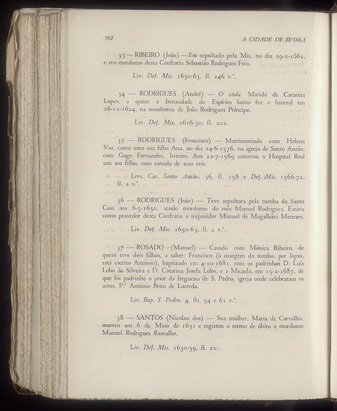 562 A CIDADE DE ÉVORA
33 — RIBEIRO (João) — Foi sepultado pela Mis. no dia 29-2-1662,
e era mordomo desta Confraria Sebastião Rodrigues Feio.
Liv. Def. Mis. 1650-63, fl. 246 v.º.
34 — RODRIGUES (André) — O viola. Marido de Catarina
Lopes, a quem a Irmandade do Espírito Santo fez o funeral em
26-12-1624, na mordomia de João Rodrigues Príncipe.
Liv. Def. Mis. 1616-30, fl. 202.
35 — RODRIGUES (Francisco) — Matrimoniado com Helena
Vaz, casou uma sua filha Ana, no dia 24-6-1576, na igreja de Santo Antão,
com Gago Fernandes, livreiro. Aos 22-7-1569 enterrou o Hospital Real
um seu filho, com esmola de 200 reis.
Livs. Cas. Santo Antão, 36, fl. 158 e Def. Mis. 1566-72,
fl. 2 v.º.
36 — RODRIGUES (João) — Teve sepultura pela tumba da Santa
Casa aos 6-5-1650, sendo mordomo do mês Manuel Rodrigues. Estava
como provedor desta Confraria o inquisidor Manuel de Magalhães Meneses.
Liv. Def. Mis. 1650-63, fl. 2 v.º.
37 — ROSADO (Manuel) — Casado com Mónica Ribeiro, de
quem teve dois filhos, a saber: Francisco (à margem do tombo, por lapso,
está escrito António), baptizado em 4-10-1681, com os padrinhos D. Luís
Lobo da Silveira e D. Catarina Josefa Lobo, e a Micaela, em 15-2-1687, de
que foi padrinho o prior da freguesia de S. Pedro, igreja onde celebraram os
actos, P.e António Brito de Lacerda.
Liv. Bap. S. Pedro, 4, fls. 54 e 61 v.º.
38 — SANTOS (Nicolau dos) — Sua mulher, Maria de Carvalho,
morreu aos 6 de Maio de 1631 e registou o termo de óbito o mordomo
Manuel Rodrigues Ramalho.
Liv. Def. Mis. 1630-39, fl. 21.